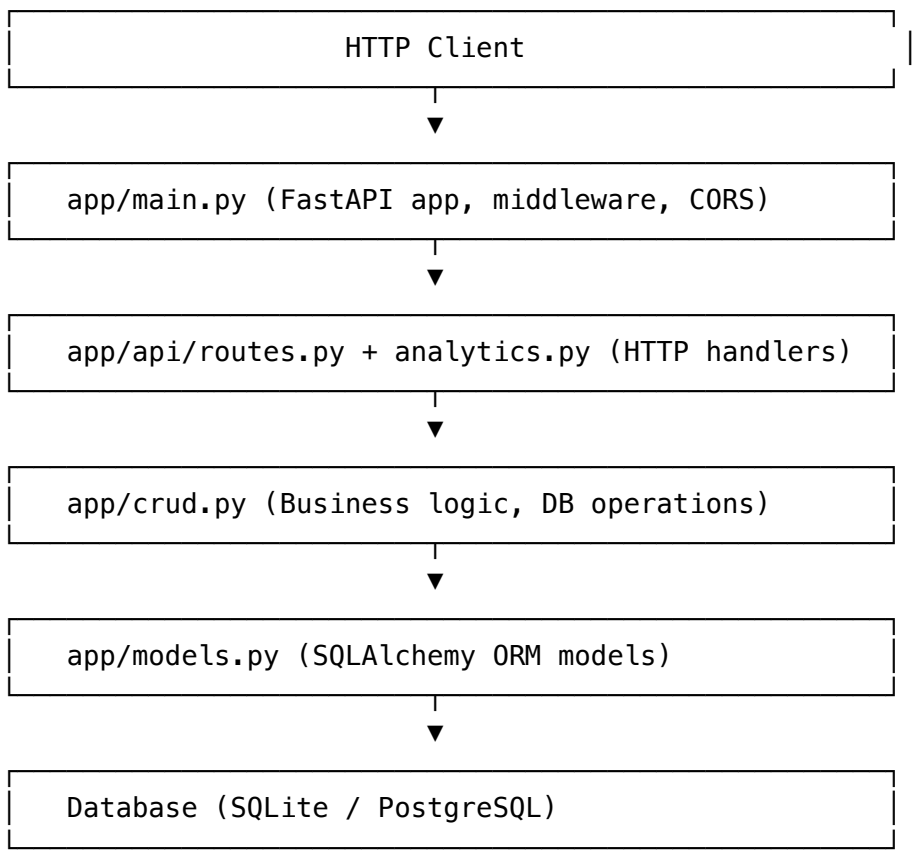 HTTP Client
app/main.py (FastAPI app, middleware, CORS)
app/api/routes.py + analytics.py (HTTP handlers)
app/crud.py (Business logic, DB operations)
app/models.py (SQLAlchemy ORM models)
Database (SQLite / PostgreSQL)